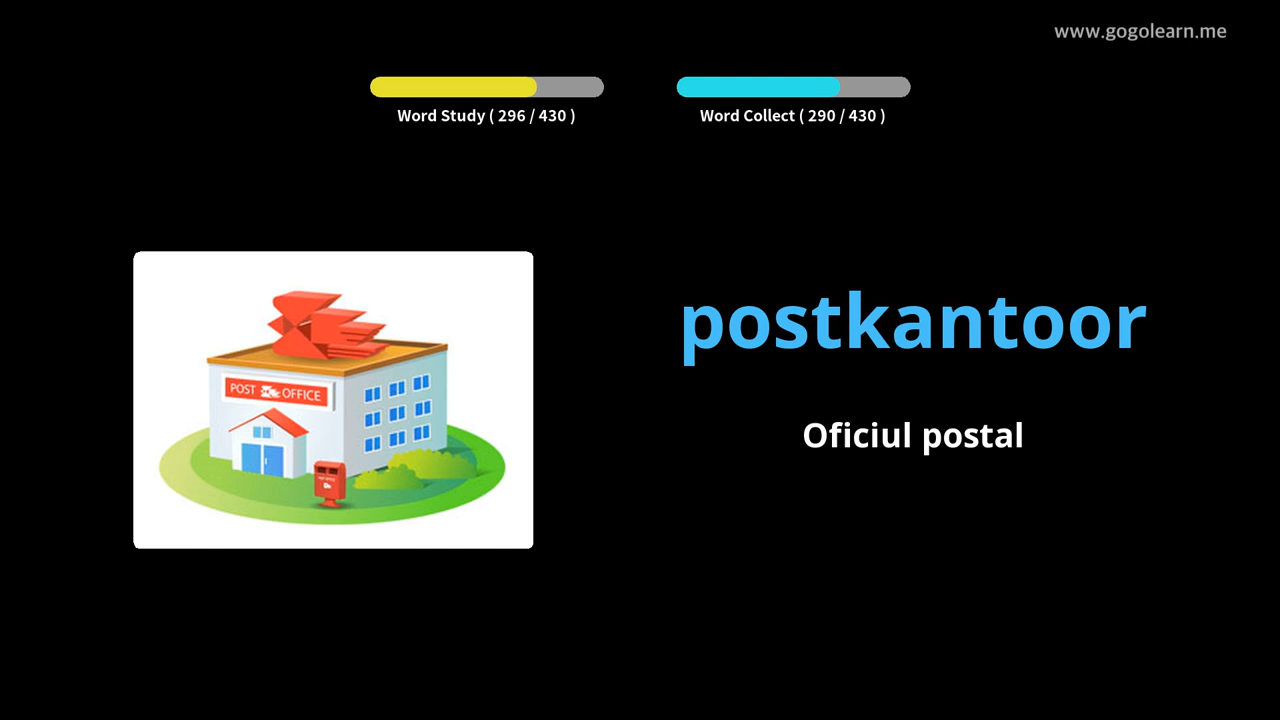 www.gogolearn.me
Word Study ( 296 / 430 )
Word Collect ( 290 / 430 )
POST OFFICE
postkantoor
Oficiul postal